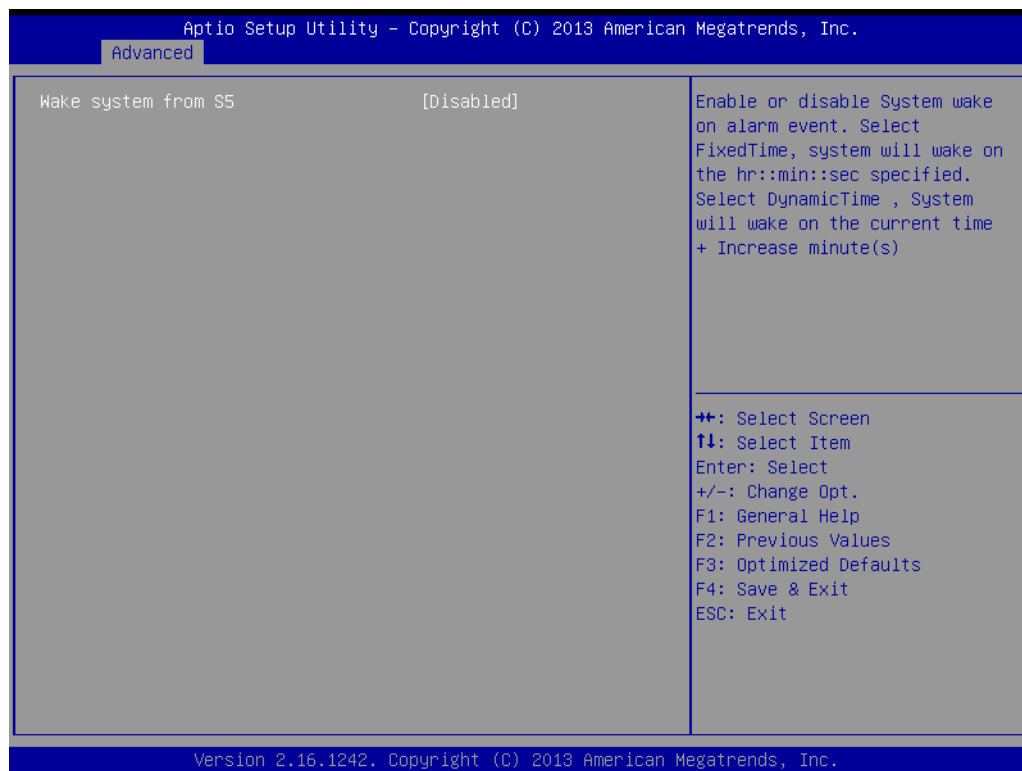 Aptio Setup Utility – Copyright (C) 2013 American Megatrends, Inc.
Advanced
Wake system from S5 [Disabled]
Enable or disable System wake
on alarm event. Select
FixedTime, system will wake on
the hr::min::sec specified.
Select DynamicTime , System
will wake on the current time
+ Increase minute(s)
→←: Select Screen
↑↓: Select Item
Enter: Select
+/-: Change Opt.
F1: General Help
F2: Previous Values
F3: Optimized Defaults
F4: Save & Exit
ESC: Exit
Version 2.16.1242. Copyright (C) 2013 American Megatrends, Inc.